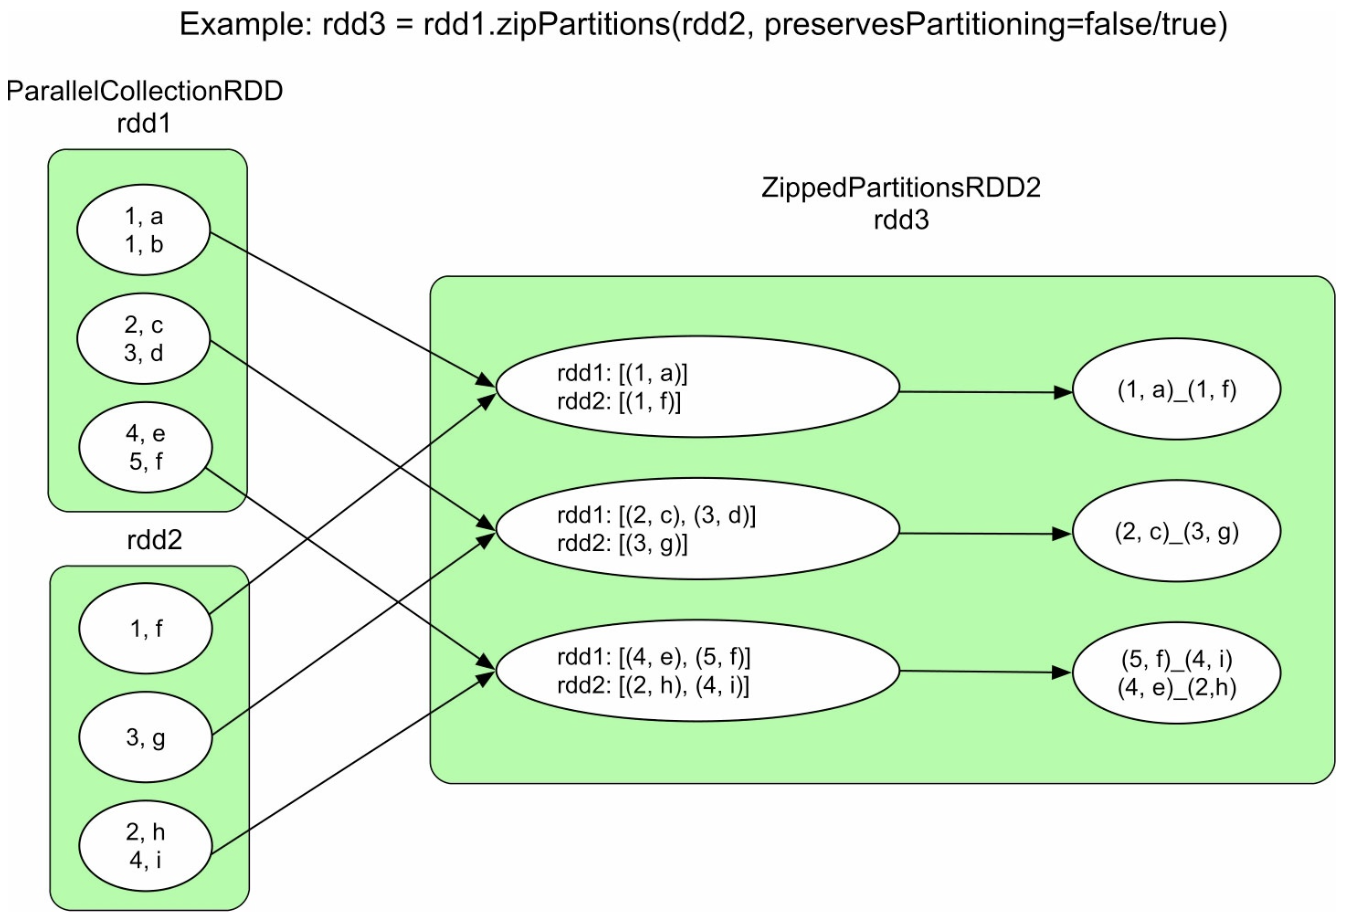 Example: rdd3 = rdd1.zipPartitions(rdd2, preservesPartitioning=false/true)
ParallelCollectionRDD
rdd1
1, a
1, b
2, c
3, d
4, e
5, f
rdd2
1, f
3, g
2, h
4, i
ZippedPartitionsRDD2
rdd3
rdd1: [(1, a)]
rdd2: [(1, f)]
(1, a)_(1, f)
rdd1: [(2, c), (3, d)]
rdd2: [(3, g)]
(2, c)_(3, g)
rdd1: [(4, e), (5, f)]
rdd2: [(2, h), (4, i)]
(5, f)_(4, i)
(4, e)_(2,h)